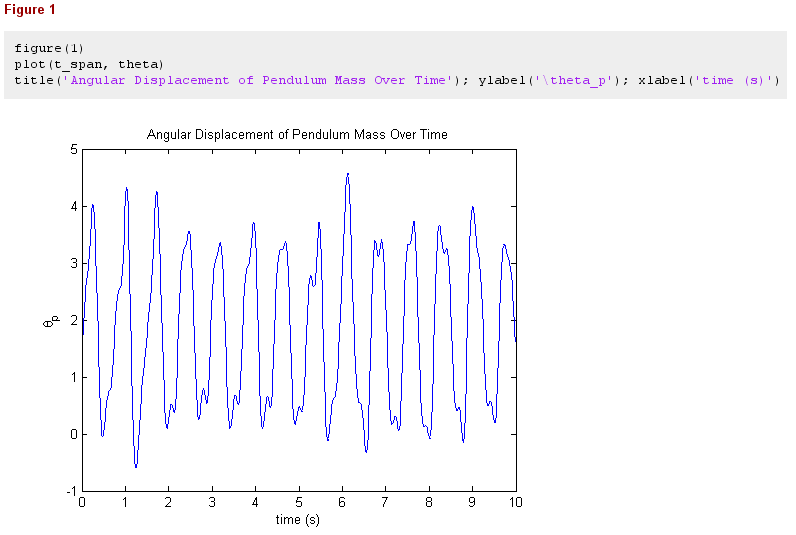 Figure 1
figure(1)
plot(t_span, theta)
title('Angular Displacement of Pendulum Mass Over Time'); ylabel('\theta_p'); xlabel('time (s)')
Angular Displacement of Pendulum Mass Over Time
5
4
3
2
1
0
-1
θp
0 1 2 3 4 5 6 7 8 9 10
time (s)